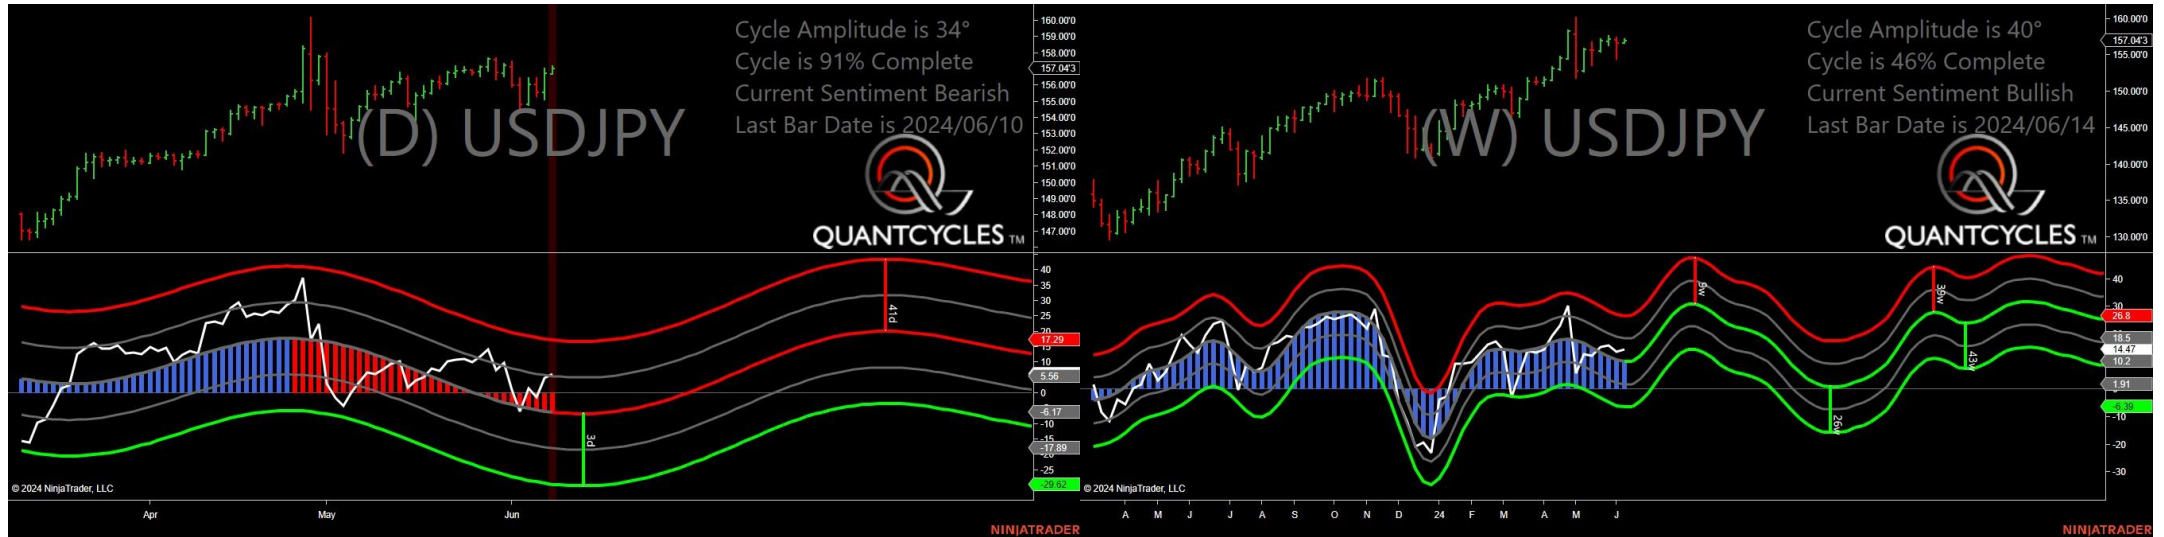 Cycle Amplitude is 34°
Cycle is 91% Complete
Current Sentiment Bearish
Last Bar Date is 2024/06/10
(D) USDJPY
QUANTCYCLES TM
160.00'0
159.00'0
158.00'0
157.04'3
156.00'0
155.00'0
154.00'0
153.00'0
152.00'0
151.00'0
150.00'0
149.00'0
148.00'0
147.00'0
40
35
30
25
20
17.29
15
10
5.56
0
-6.17
-10
-15
-17.89
-20
-25
-29.62
41d
3d
© 2024 NinjaTrader, LLC
Apr
May
Jun
NINJATRADER
Cycle Amplitude is 40°
Cycle is 46% Complete
Current Sentiment Bullish
Last Bar Date is 2024/06/14
(W) USDJPY
QUANTCYCLES TM
160.00'0
157.04'3
155.00'0
150.00'0
145.00'0
140.00'0
135.00'0
130.00'0
40
30
26.8
18.5
14.47
10.2
1.91
-6.39
-10
-20
-30
9w
26w
39w
43w
© 2024 NinjaTrader, LLC
A
M
J
J
A
S
O
N
D
24
F
M
A
M
J
NINJATRADER